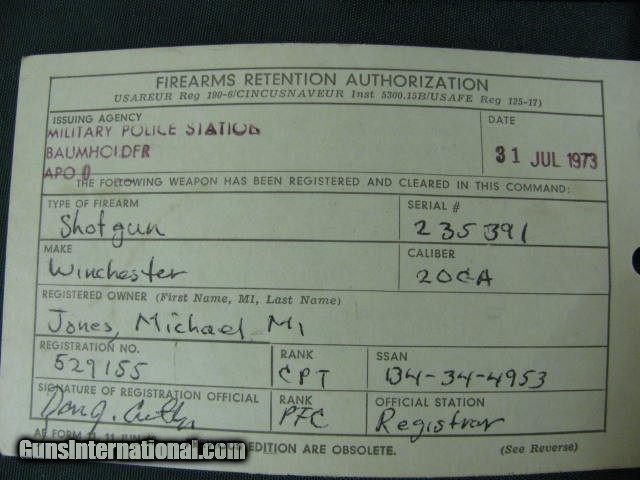 FIREARMS RETENTION AUTHORIZATION
USAREUR Reg 190-6/CINCUSNAVEUR Inst 5300.15B/USAFE Reg 125-17)
ISSUING AGENCY
MILITARY POLICE STATION
BAUMHOLDER
APO
DATE
31 JUL 1973
THE FOLLOWING WEAPON HAS BEEN REGISTERED AND CLEARED IN THIS COMMAND:
TYPE OF FIREARM
Shotgun
SERIAL #
235391
MAKE
Winchester
CALIBER
20GA
REGISTERED OWNER (First Name, MI, Last Name)
Jones, Michael M,
REGISTRATION NO.
529155
RANK
CPT
SSAN
134-34-4953
SIGNATURE OF REGISTRATION OFFICIAL
RANK
PFC
OFFICIAL STATION
Registrar
AE FORM
EDITION ARE OBSOLETE.
(See Reverse)
GunsInternational.com